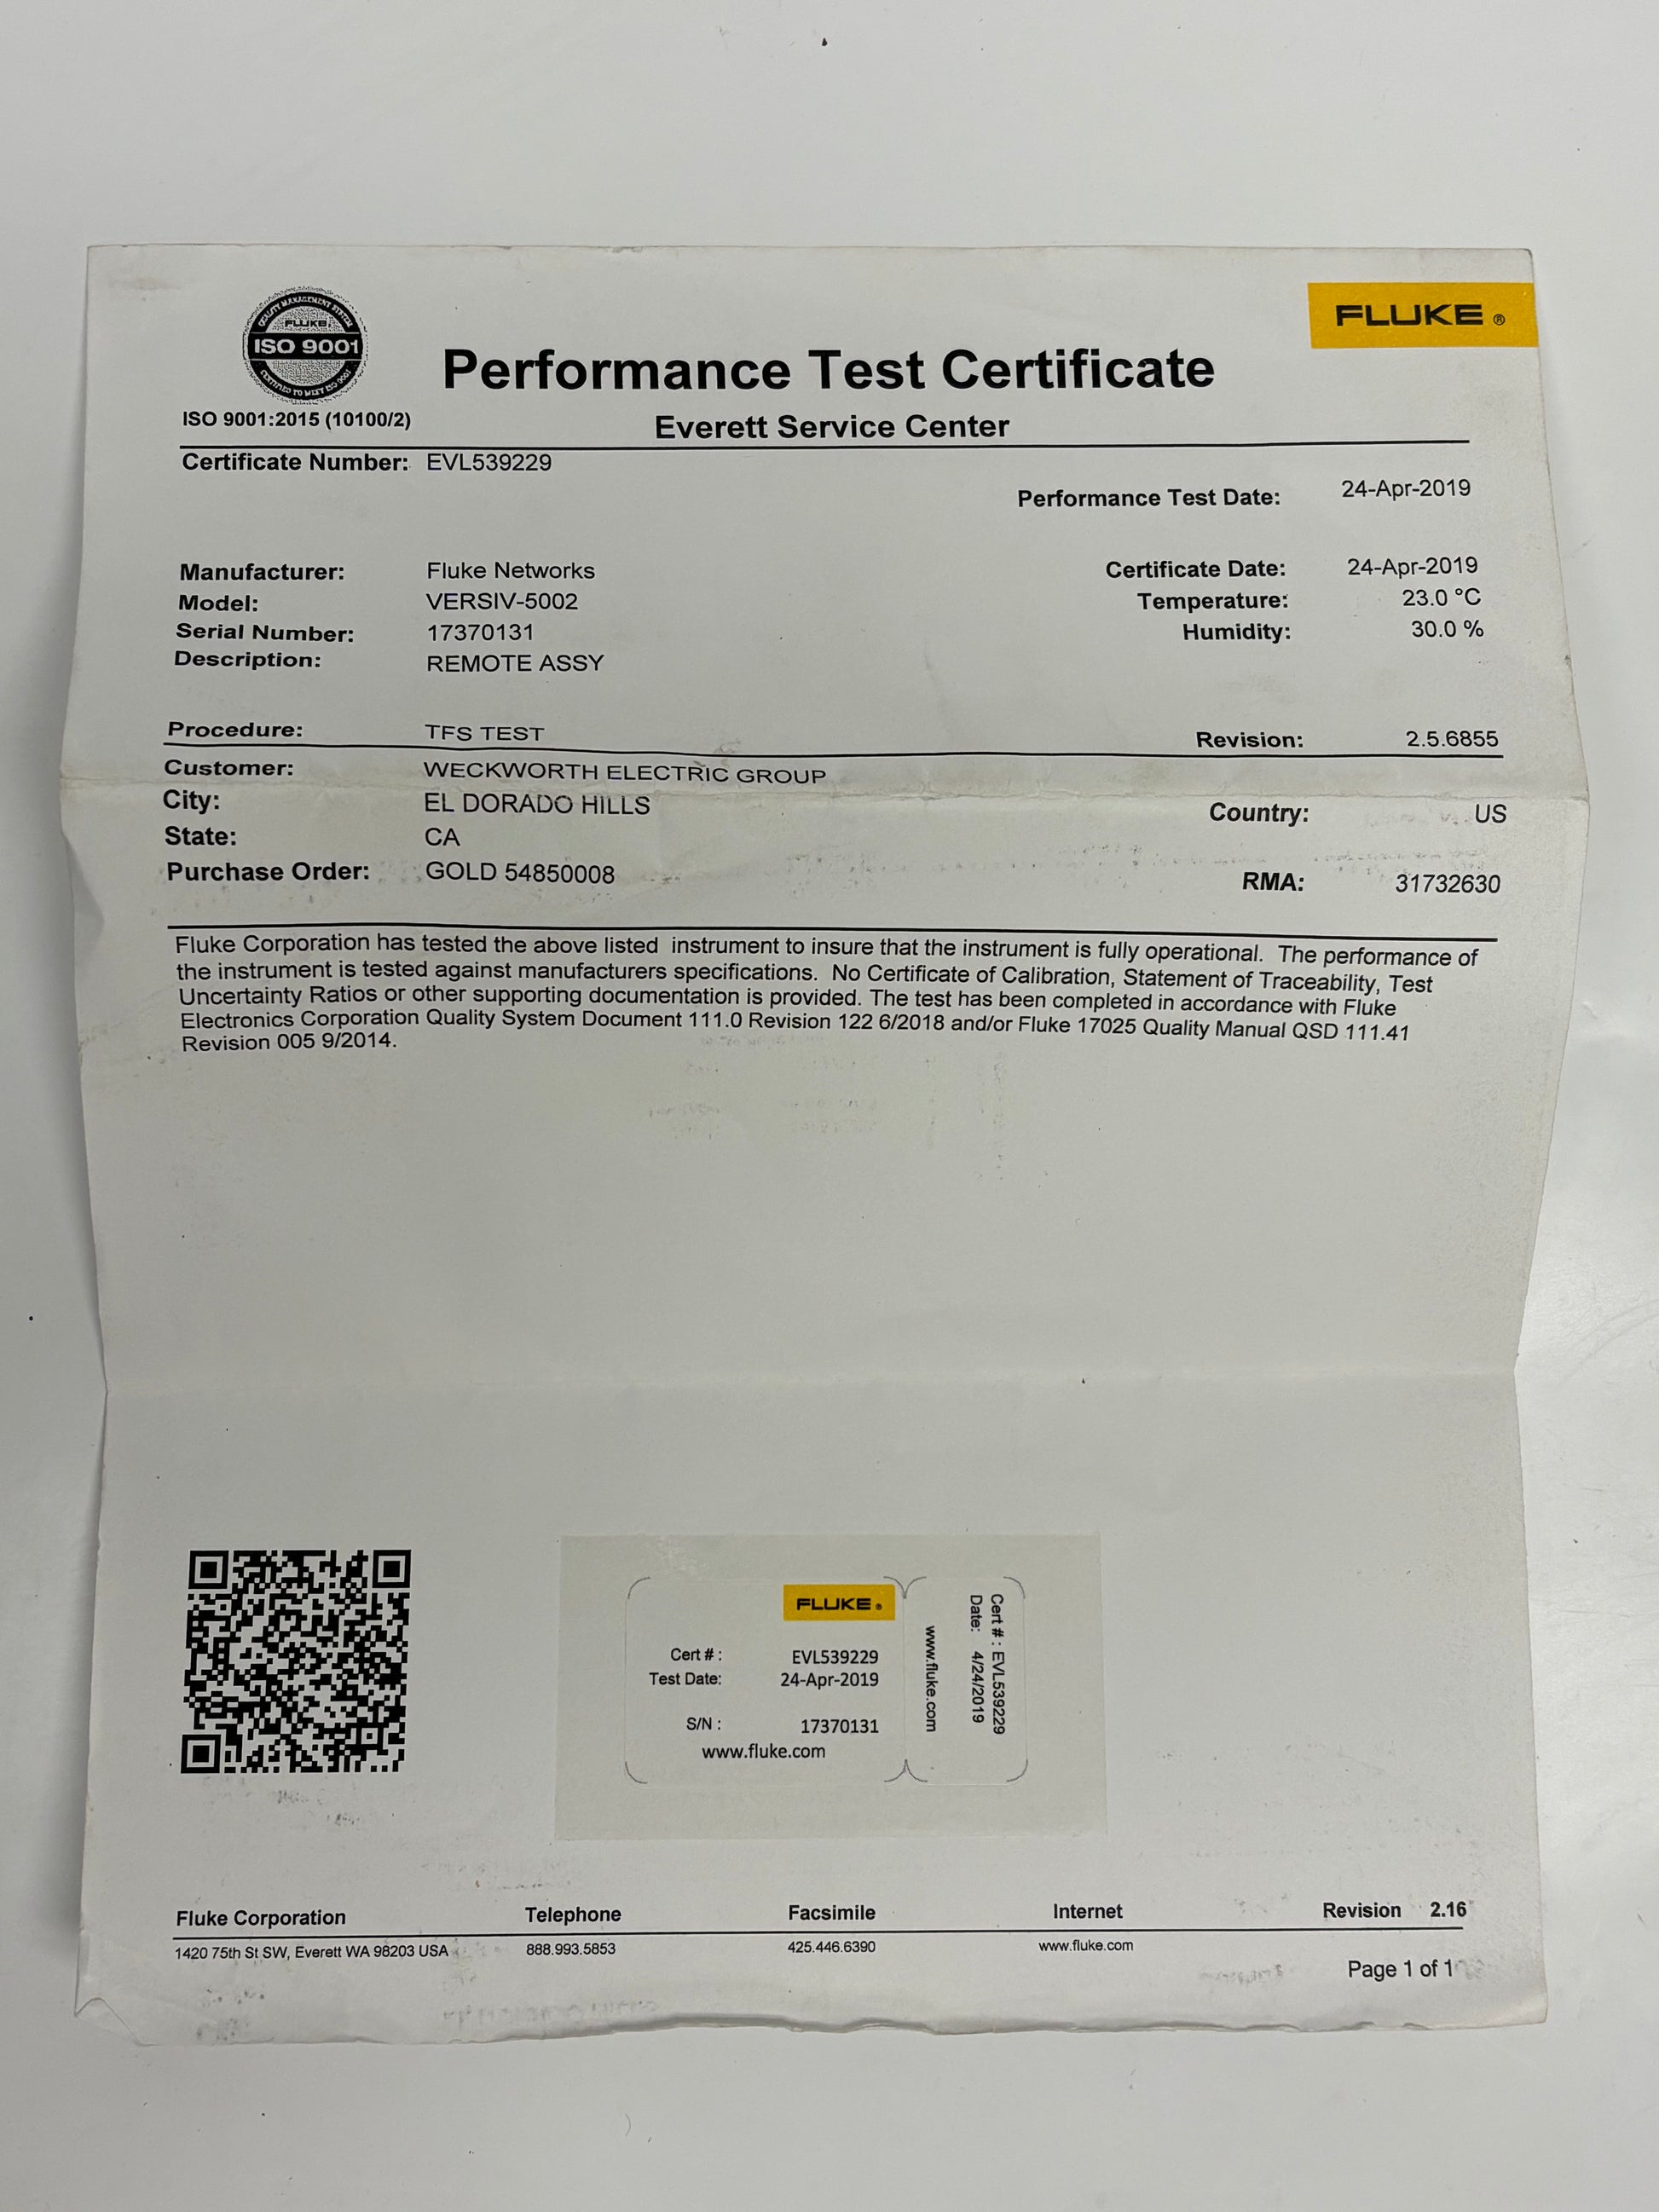 QUALITY MANAGEMENT SYSTEM
FLUKE
ISO 9001
CERTIFIED TO MEET ISO 9001
FLUKE ®
Performance Test Certificate
ISO 9001:2015 (10100/2)
Everett Service Center
Certificate Number: EVL539229
Performance Test Date: 24-Apr-2019
Manufacturer: Fluke Networks Certificate Date: 24-Apr-2019
Model: VERSIV-5002 Temperature: 23.0 °C
Serial Number: 17370131 Humidity: 30.0 %
Description: REMOTE ASSY
Procedure: TFS TEST Revision: 2.5.6855
Customer: WECKWORTH ELECTRIC GROUP
City: EL DORADO HILLS Country: US
State: CA
Purchase Order: GOLD 54850008 RMA: 31732630
Fluke Corporation has tested the above listed instrument to insure that the instrument is fully operational. The performance of
the instrument is tested against manufacturers specifications. No Certificate of Calibration, Statement of Traceability, Test
Uncertainty Ratios or other supporting documentation is provided. The test has been completed in accordance with Fluke
Electronics Corporation Quality System Document 111.0 Revision 122 6/2018 and/or Fluke 17025 Quality Manual QSD 111.41
Revision 005 9/2014.
FLUKE ®
Cert # : EVL539229
Test Date: 24-Apr-2019
S/N : 17370131
www.fluke.com
Cert # : EVL539229
Date: 4/24/2019
www.fluke.com
Fluke Corporation Telephone Facsimile Internet Revision 2.16
1420 75th St SW, Everett WA 98203 USA 888.993.5853 425.446.6390 www.fluke.com
Page 1 of 1